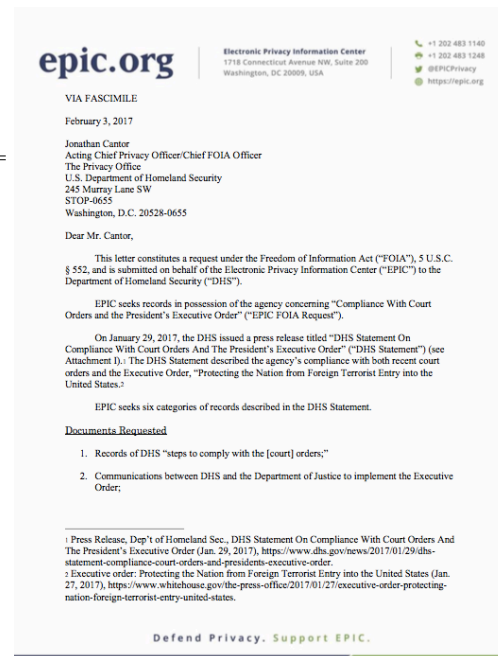 epic.org
Electronic Privacy Information Center
1718 Connecticut Avenue NW, Suite 200
Washington, DC 20009, USA
+1 202 483 1140
+1 202 483 1248
@EPICPrivacy
https://epic.org
VIA FASCIMILE
February 3, 2017
Jonathan Cantor
Acting Chief Privacy Officer/Chief FOIA Officer
The Privacy Office
U.S. Department of Homeland Security
245 Murray Lane SW
STOP-0655
Washington, D.C. 20528-0655
Dear Mr. Cantor,
This letter constitutes a request under the Freedom of Information Act (“FOIA”), 5 U.S.C.
§ 552, and is submitted on behalf of the Electronic Privacy Information Center (“EPIC”) to the
Department of Homeland Security (“DHS”).
EPIC seeks records in possession of the agency concerning “Compliance With Court
Orders and the President’s Executive Order” (“EPIC FOIA Request”).
On January 29, 2017, the DHS issued a press release titled “DHS Statement On
Compliance With Court Orders And The President’s Executive Order” (“DHS Statement”) (see
Attachment I).1 The DHS Statement described the agency’s compliance with both recent court
orders and the Executive Order, “Protecting the Nation from Foreign Terrorist Entry into the
United States.2
EPIC seeks six categories of records described in the DHS Statement.
Documents Requested
1. Records of DHS “steps to comply with the [court] orders;”
2. Communications between DHS and the Department of Justice to implement the Executive
Order;
1 Press Release, Dep’t of Homeland Sec., DHS Statement On Compliance With Court Orders And
The President’s Executive Order (Jan. 29, 2017), https://www.dhs.gov/news/2017/01/29/dhs-
statement-compliance-court-orders-and-presidents-executive-order.
2 Executive order: Protecting the Nation from Foreign Terrorist Entry into the United States (Jan.
27, 2017), https://www.whitehouse.gov/the-press-office/2017/01/27/executive-order-protecting-
nation-foreign-terrorist-entry-united-states.
Defend Privacy. Support EPIC.
=